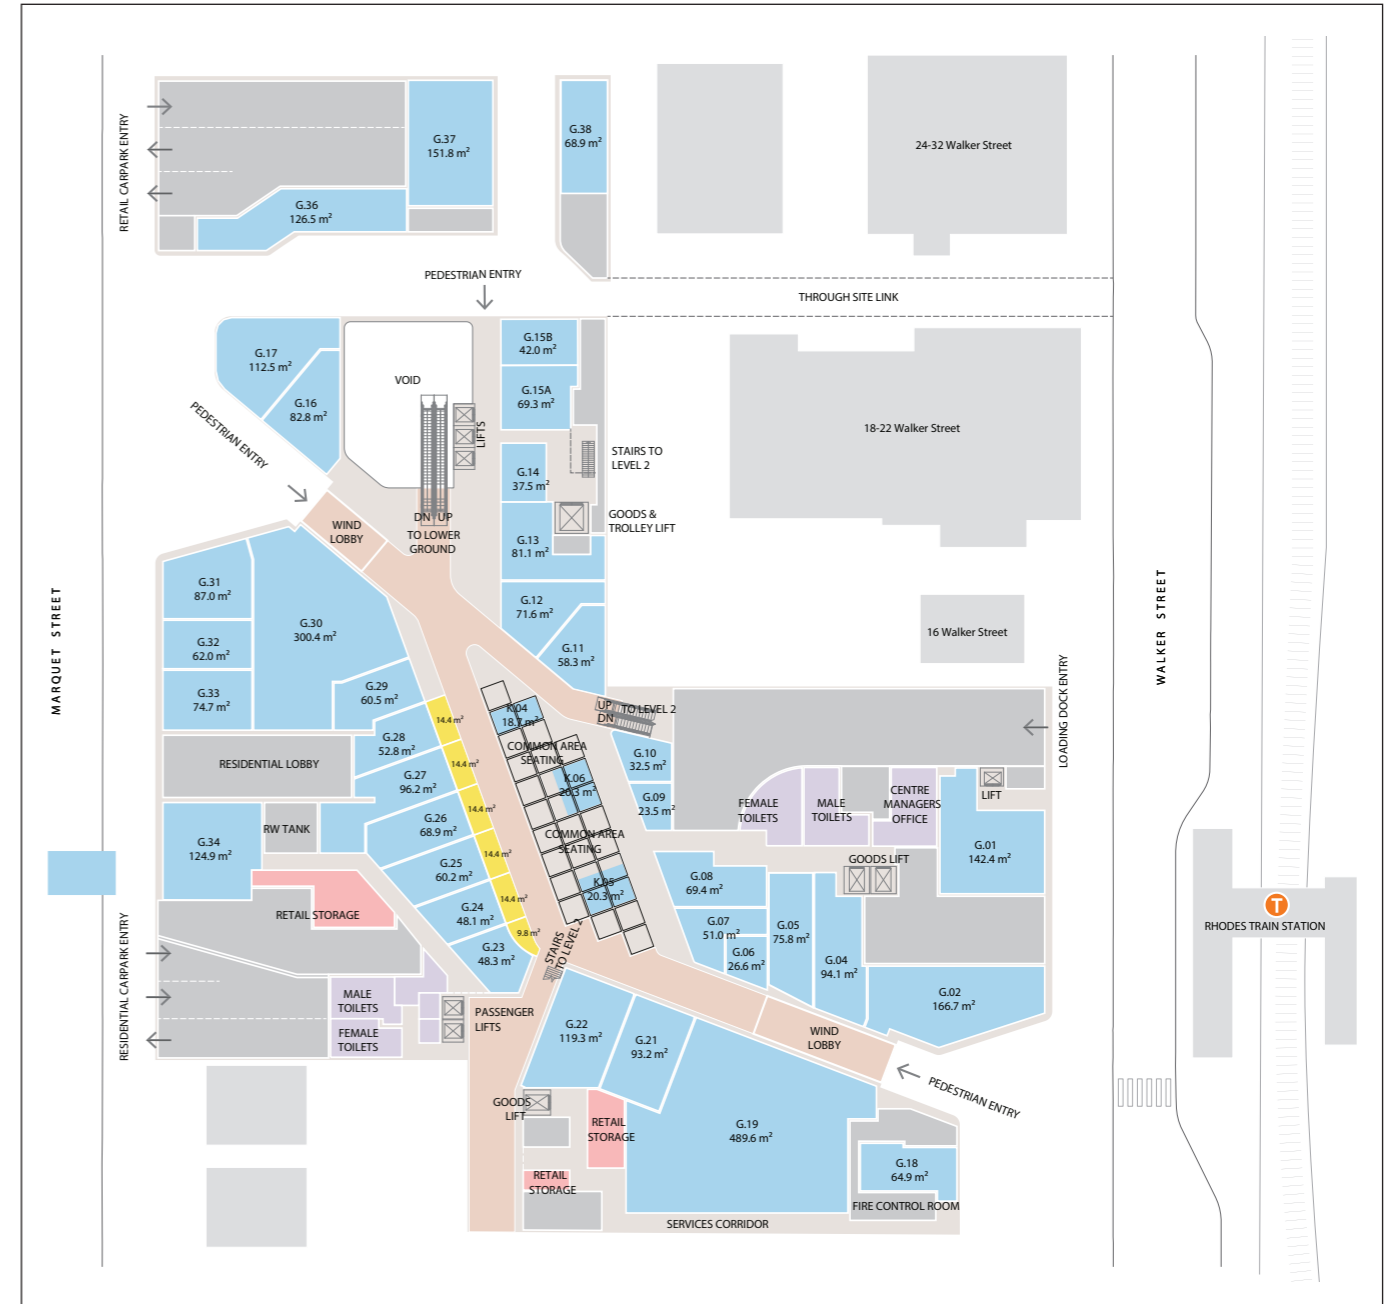 RETAIL CARPARK ENTRY
G.37
151.8 m²
G.36
126.5 m²
G.38
68.9 m²
24-32 Walker Street
PEDESTRIAN ENTRY
THROUGH SITE LINK
G.17
112.5 m²
G.16
82.8 m²
VOID
LIFTS
G.15B
42.0 m²
G.15A
69.3 m²
18-22 Walker Street
PEDESTRIAN ENTRY
STAIRS TO
LEVEL 2
G.14
37.5 m²
GOODS &
TROLLEY LIFT
G.13
81.1 m²
WIND
LOBBY
DN UP
TO LOWER
GROUND
G.31
87.0 m²
G.30
300.4 m²
G.32
62.0 m²
G.33
74.7 m²
G.12
71.6 m²
G.11
58.3 m²
16 Walker Street
MARQUET STREET
WALKER STREET
LOADING DOCK ENTRY
G.29
60.5 m²
14.4 m²
K.04
18.7 m²
UP
DN
TO LEVEL 2
G.28
52.8 m²
COMMON AREA
SEATING
G.10
32.5 m²
RESIDENTIAL LOBBY
14.4 m²
G.27
96.2 m²
K.06
20.3 m²
G.09
23.5 m²
FEMALE
TOILETS
MALE
TOILETS
CENTRE
MANAGERS
OFFICE
LIFT
14.4 m²
G.26
68.9 m²
RW TANK
G.34
124.9 m²
COMMON AREA
SEATING
G.01
142.4 m²
14.4 m²
GOODS LIFT
G.25
60.2 m²
K.05
20.3 m²
G.08
69.4 m²
14.4 m²
G.24
48.1 m²
RETAIL STORAGE
G.07
51.0 m²
G.05
75.8 m²
RHODES TRAIN STATION
T
9.8 m²
STAIRS
TO LEVEL 2
G.23
48.3 m²
G.06
26.6 m²
G.04
94.1 m²
RESIDENTIAL CARPARK ENTRY
MALE
TOILETS
FEMALE
TOILETS
PASSENGER
LIFTS
G.02
166.7 m²
G.22
119.3 m²
G.21
93.2 m²
WIND
LOBBY
PEDESTRIAN ENTRY
GOODS
LIFT
RETAIL
STORAGE
G.19
489.6 m²
G.18
64.9 m²
RETAIL
STORAGE
FIRE CONTROL ROOM
SERVICES CORRIDOR